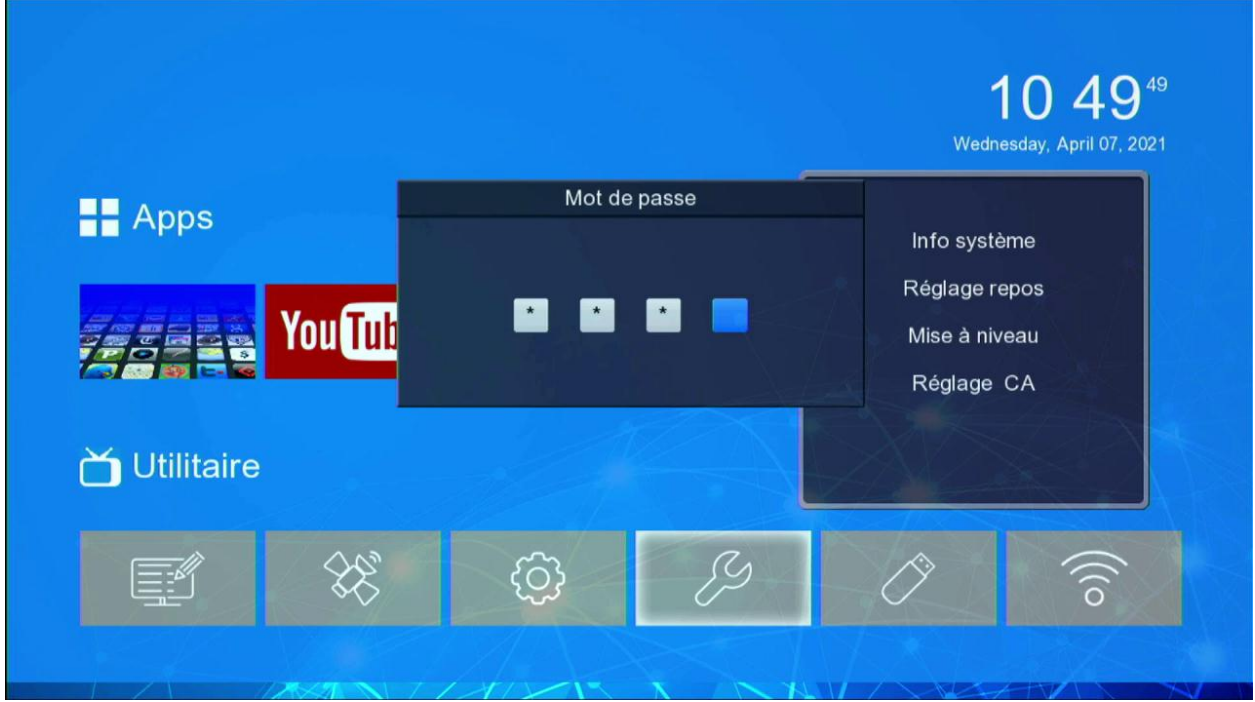 10 49 49
Wednesday, April 07, 2021
Apps
Mot de passe
* * *
YouTub
Info système
Réglage repos
Mise à niveau
Réglage CA
Utilitaire